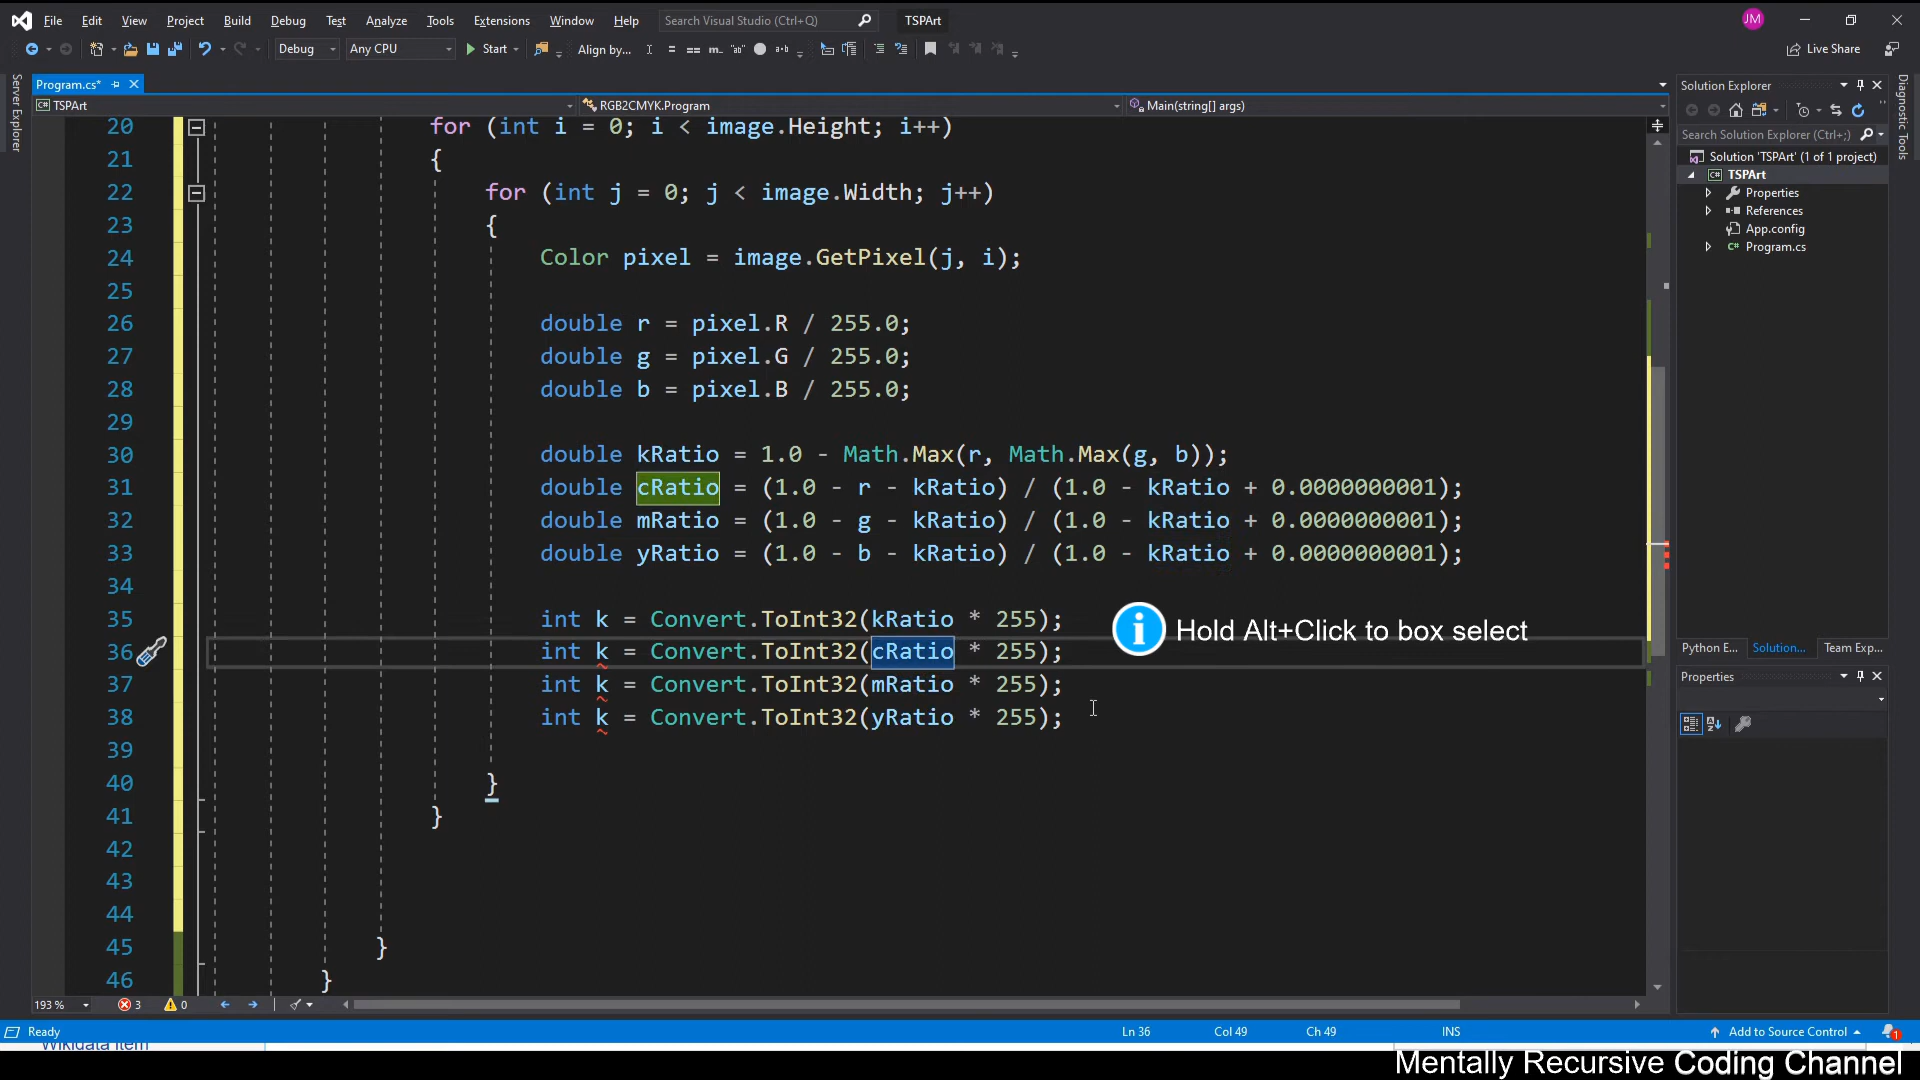 File Edit View Project Build Debug Test Analyze Tools Extensions Window Help Search Visual Studio (Ctrl+Q) TSPArt JM
Debug Any CPU Start Align by... Live Share
Program.cs*
TSPArt RGB2CMYK.Program Main(string[] args)
Server Explorer
Diagnostic Tools
20 for (int i = 0; i < image.Height; i++)
21 {
22 for (int j = 0; j < image.Width; j++)
23 {
24 Color pixel = image.GetPixel(j, i);
25
26 double r = pixel.R / 255.0;
27 double g = pixel.G / 255.0;
28 double b = pixel.B / 255.0;
29
30 double kRatio = 1.0 - Math.Max(r, Math.Max(g, b));
31 double cRatio = (1.0 - r - kRatio) / (1.0 - kRatio + 0.0000000001);
32 double mRatio = (1.0 - g - kRatio) / (1.0 - kRatio + 0.0000000001);
33 double yRatio = (1.0 - b - kRatio) / (1.0 - kRatio + 0.0000000001);
34
35 int k = Convert.ToInt32(kRatio * 255);
36 int k = Convert.ToInt32(cRatio * 255);
37 int k = Convert.ToInt32(mRatio * 255);
38 int k = Convert.ToInt32(yRatio * 255);
39
40 }
41 }
42
43
44
45 }
46 }
Hold Alt+Click to box select
Solution Explorer
Search Solution Explorer (Ctrl+;)
Solution 'TSPArt' (1 of 1 project)
TSPArt
Properties
References
App.config
Program.cs
Python E... Solution... Team Exp...
Properties
193 % 3 0
Ready Ln 36 Col 49 Ch 49 INS Add to Source Control 1
Wikidata item
Mentally Recursive Coding Channel